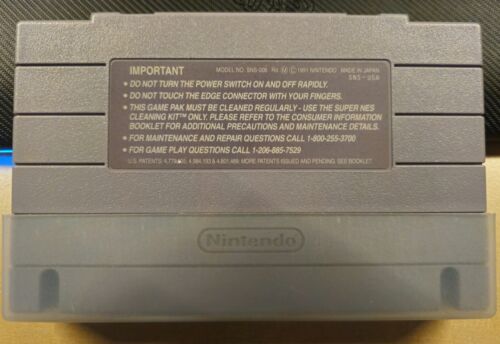 IMPORTANT MODEL NO. SNS-006 Ⓜ © 1991 NINTENDO MADE IN JAPAN
SNS - USA
• DO NOT TURN THE POWER SWITCH ON AND OFF RAPIDLY.
• DO NOT TOUCH THE EDGE CONNECTOR WITH YOUR FINGERS.
• THIS GAME PAK MUST BE CLEANED REGULARLY - USE THE SUPER NES
CLEANING KIT™ ONLY. PLEASE REFER TO THE CONSUMER INFORMATION
BOOKLET FOR ADDITIONAL PRECAUTIONS AND MAINTENANCE DETAILS.
• FOR MAINTENANCE AND REPAIR QUESTIONS CALL 1-800-255-3700
• FOR GAME PLAY QUESTIONS CALL 1-206-885-7529
U.S. PATENTS: 4,984,193 & 4,801,489. MORE PATENTS ISSUED AND PENDING. SEE BOOKLET.
Nintendo